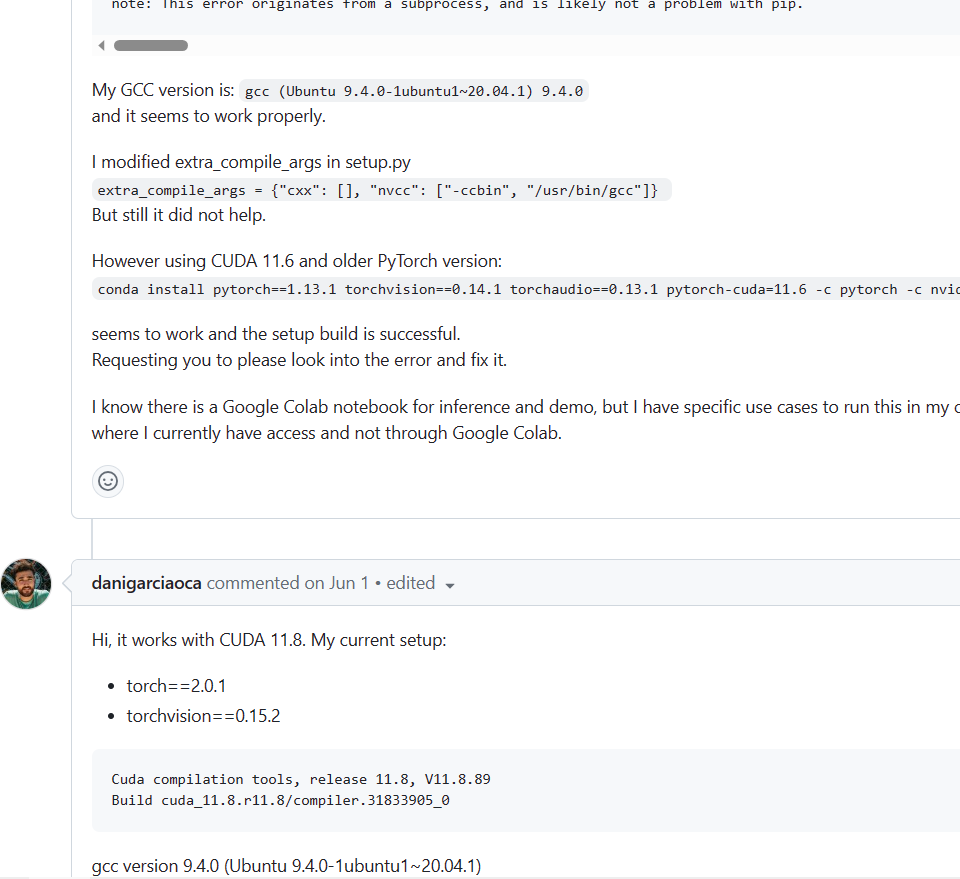 note: This error originates from a subprocess, and is likely not a problem with pip.
My GCC version is: gcc (Ubuntu 9.4.0-1ubuntu1~20.04.1) 9.4.0
and it seems to work properly.
I modified extra_compile_args in setup.py
extra_compile_args = {"cxx": [], "nvcc": ["-ccbin", "/usr/bin/gcc"]}
But still it did not help.
However using CUDA 11.6 and older PyTorch version:
conda install pytorch==1.13.1 torchvision==0.14.1 torchaudio==0.13.1 pytorch-cuda=11.6 -c pytorch -c
seems to work and the setup build is successful.
Requesting you to please look into the error and fix it.
I know there is a Google Colab notebook for inference and demo, but I have specific use cases to run this in my
where I currently have access and not through Google Colab.
danigarciaoca commented on Jun 1 • edited
Hi, it works with CUDA 11.8. My current setup:
• torch==2.0.1
• torchvision==0.15.2
Cuda compilation tools, release 11.8, V11.8.89
Build cuda_11.8.r11.8/compiler.31833905_0
gcc version 9.4.0 (Ubuntu 9.4.0-1ubuntu1~20.04.1)